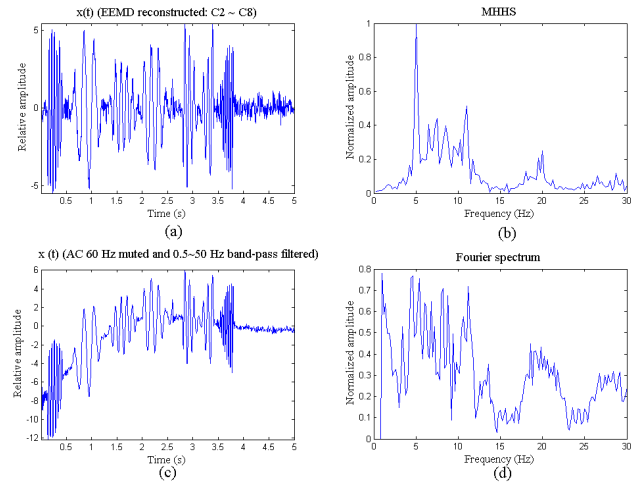 x(t) (EEMD reconstructed: C2 ~ C8)
Relative amplitude
5
0
-5
0.5 1 1.5 2 2.5 3 3.5 4 4.5 5
Time (s)
(a)
MHHS
Normalized amplitude
1
0.8
0.6
0.4
0.2
0
0 5 10 15 20 25 30
Frequency (Hz)
(b)
x (t) (AC 60 Hz muted and 0.5~50 Hz band-pass filtered)
Relative amplitude
6
4
2
0
-2
-4
-6
-8
-10
-12
0.5 1 1.5 2 2.5 3 3.5 4 4.5 5
Time (s)
(c)
Fourier spectrum
Normalized amplitude
0.8
0.7
0.6
0.5
0.4
0.3
0.2
0.1
0
0 5 10 15 20 25 30
Frequency (Hz)
(d)